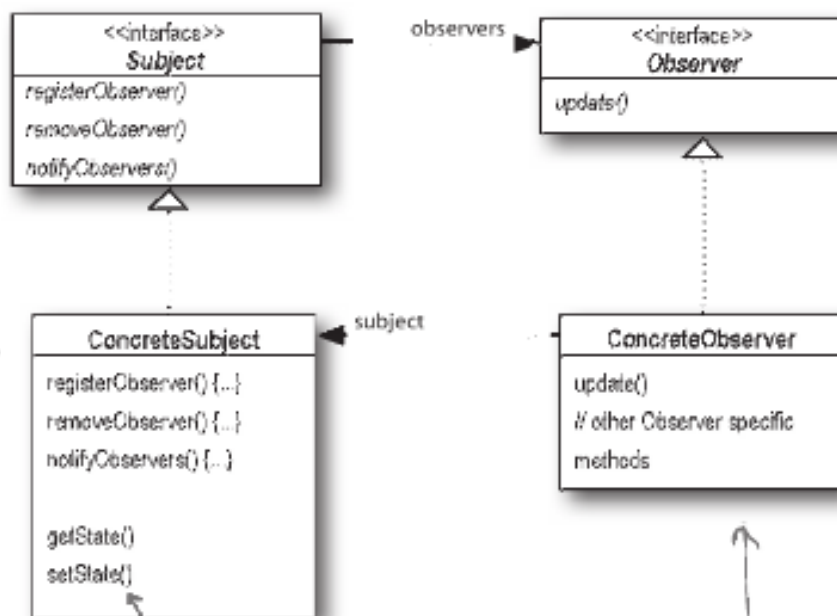 <<interface>>
Subject
registerObserver()
removeObserver()
notifyObservers()
observers
<<interface>>
Observer
update()
ConcreteSubject
registerObserver() {...}
removeObserver() {...}
notifyObservers() {...}
getState()
setState()
subject
ConcreteObserver
update()
// other Observer specific
methods